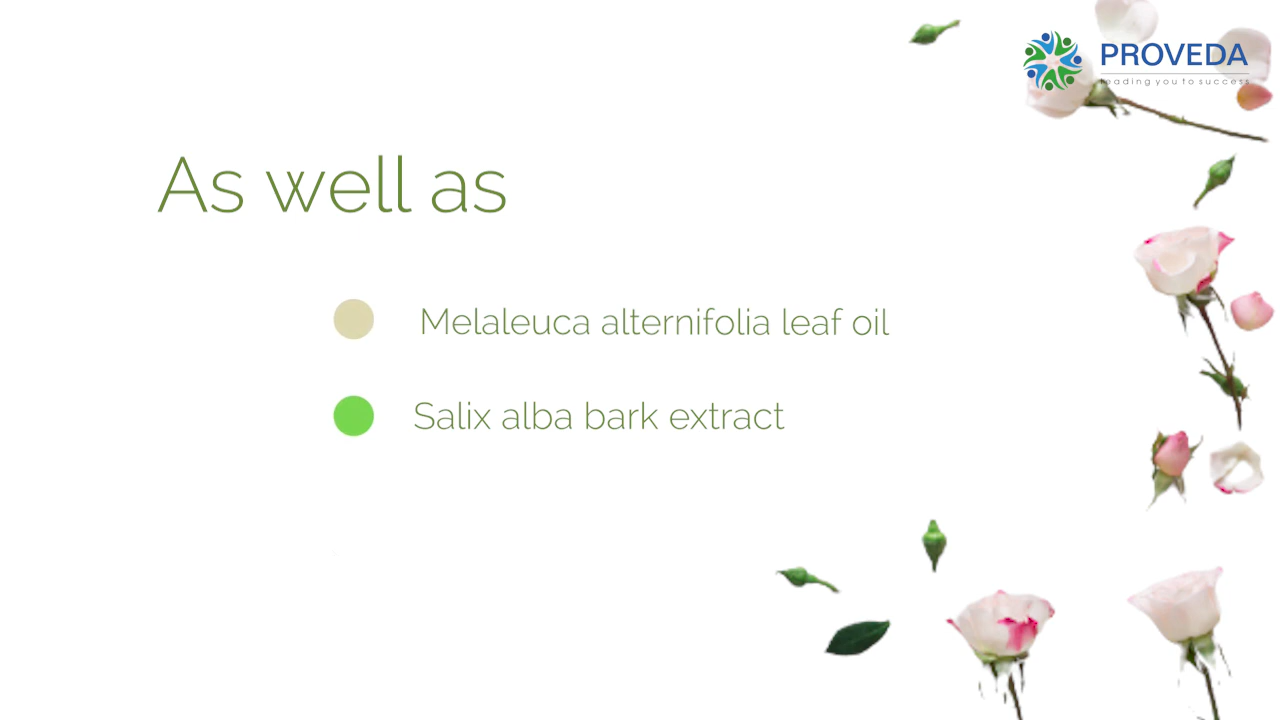 PROVEDA
Leading you to success
As well as
Melaleuca alternifolia leaf oil
Salix alba bark extract